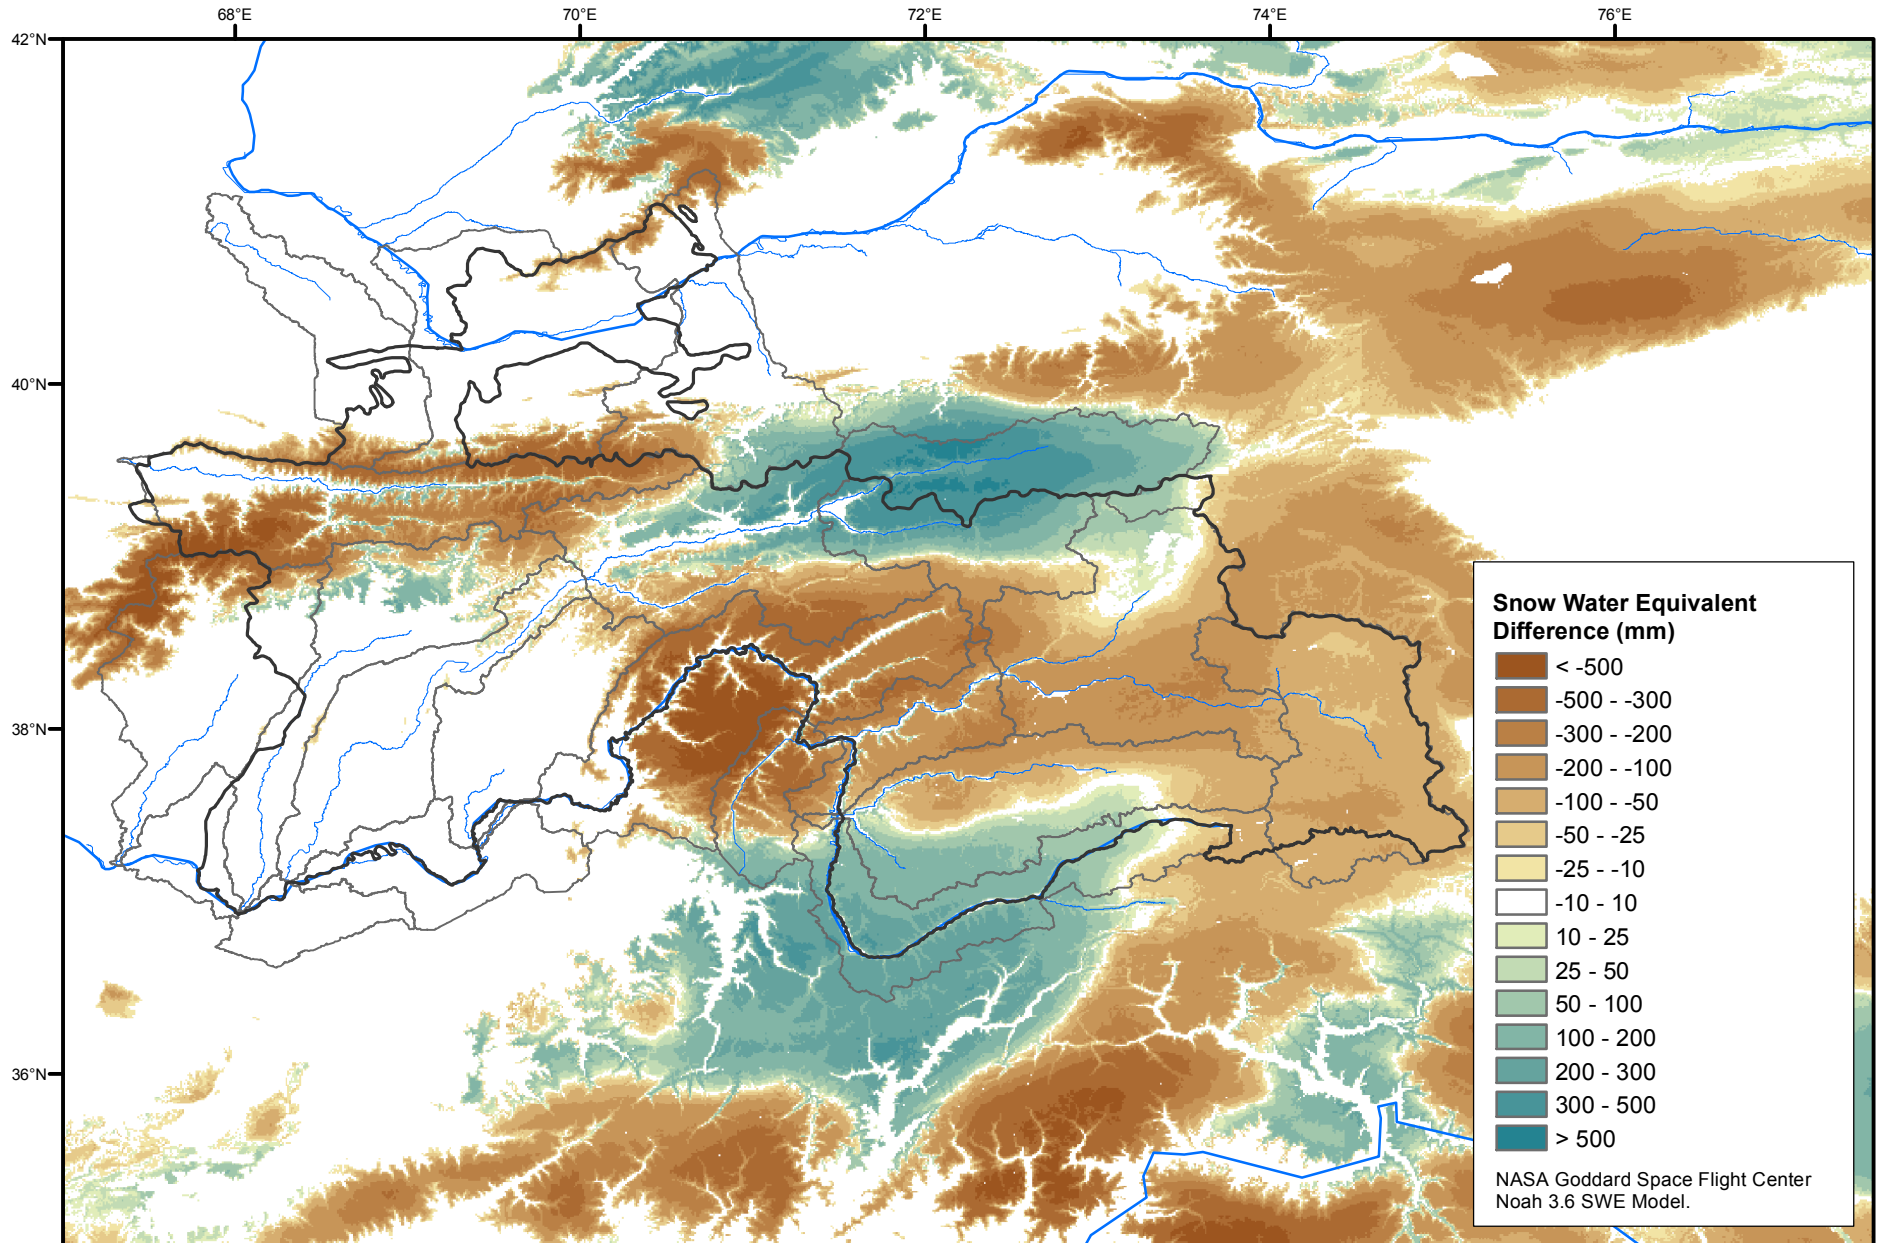 68°E
70°E
72°E
74°E
76°E
42°N
40°N
38°N
36°N
Snow Water Equivalent
Difference (mm)
< -500
-500 - -300
-300 - -200
-200 - -100
-100 - -50
-50 - -25
-25 - -10
-10 - 10
10 - 25
25 - 50
50 - 100
100 - 200
200 - 300
300 - 500
> 500
NASA Goddard Space Flight Center
Noah 3.6 SWE Model.